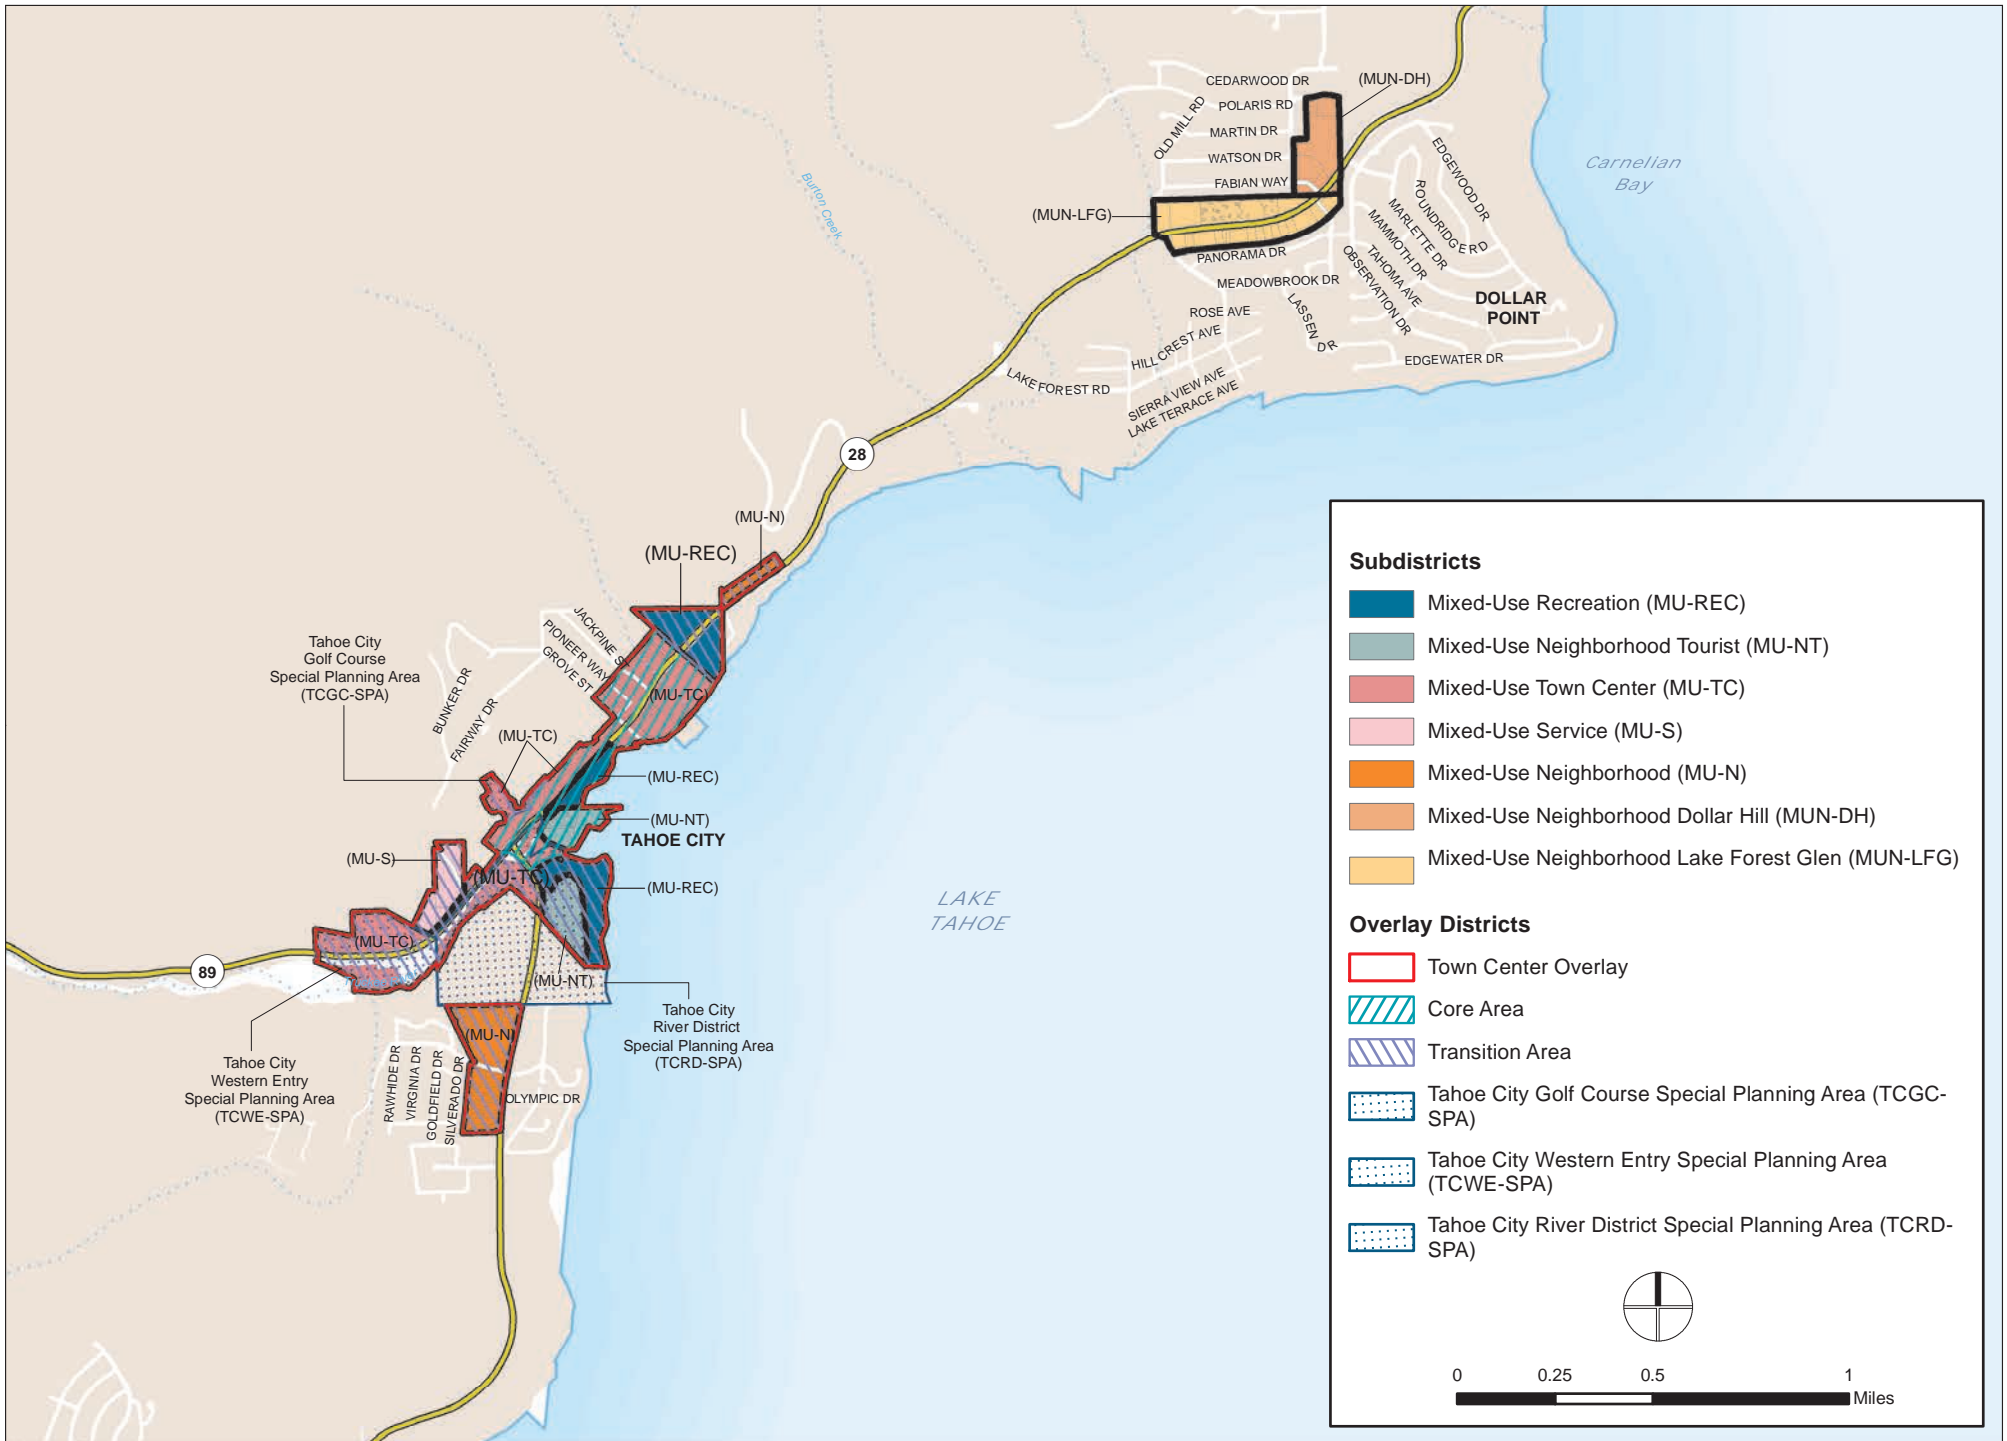 CEDARWOOD DR
(MUN-DH)
POLARIS RD
OLD MILL RD
MARTIN DR
WATSON DR
FABIAN WAY
(MUN-LFG)
PANORAMA DR
MEADOWBROOK DR
ROSE AVE
HILLCREST AVE
LASSEN DR
LAKE FOREST RD
SIERRA VIEW AVE
LAKE TERRACE AVE
EDGEWOOD DR
ROUNDRIDGE RD
MARLETTE DR
MAMMOTH DR
TAHOMA AVE
OBSERVATION DR
EDGEWATER DR
DOLLAR
POINT
Carnelian
Bay
Burton Creek
28
(MU-N)
(MU-REC)
JACKPINE S
PIONEER WAY
GROVE ST
(MU-TC)
Tahoe City
Golf Course
Special Planning Area
(TCGC-SPA)
BUNKER DR
FAIRWAY DR
(MU-TC)
(MU-REC)
(MU-NT)
TAHOE CITY
(MU-S)
(MU-TC)
(MU-REC)
(MU-TC)
(MU-NT)
89
LAKE
TAHOE
Tahoe City
River District
Special Planning Area
(TCRD-SPA)
(MU-N)
Tahoe City
Western Entry
Special Planning Area
(TCWE-SPA)
RAWHIDE DR
VIRGINIA DR
GOLDFIELD DR
SILVERADO DR
OLYMPIC DR
Subdistricts
Mixed-Use Recreation (MU-REC)
Mixed-Use Neighborhood Tourist (MU-NT)
Mixed-Use Town Center (MU-TC)
Mixed-Use Service (MU-S)
Mixed-Use Neighborhood (MU-N)
Mixed-Use Neighborhood Dollar Hill (MUN-DH)
Mixed-Use Neighborhood Lake Forest Glen (MUN-LFG)
Overlay Districts
Town Center Overlay
Core Area
Transition Area
Tahoe City Golf Course Special Planning Area (TCGC-
SPA)
Tahoe City Western Entry Special Planning Area
(TCWE-SPA)
Tahoe City River District Special Planning Area (TCRD-
SPA)
0 0.25 0.5 1
Miles